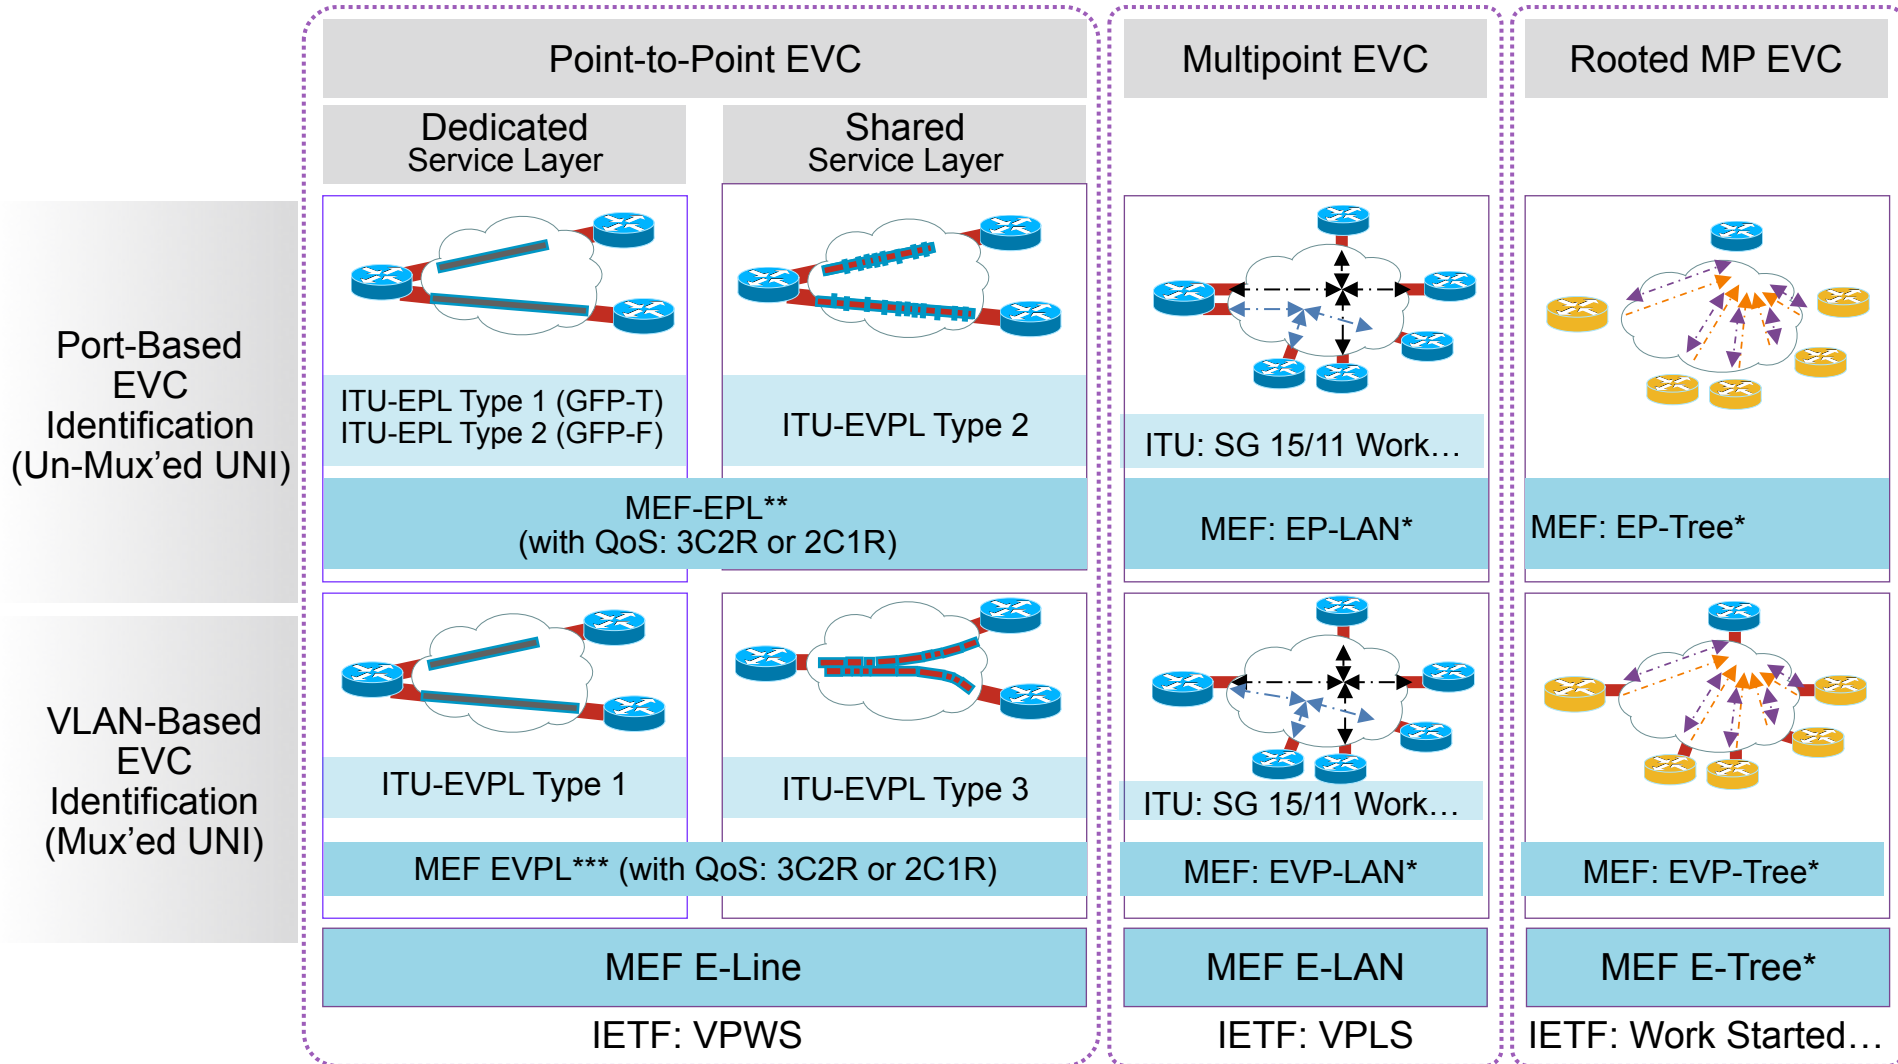 Point-to-Point EVC
Multipoint EVC
Rooted MP EVC
Dedicated
Service Layer
Shared
Service Layer
Port-Based
EVC
Identification
(Un-Mux’ed UNI)
ITU-EPL Type 1 (GFP-T)
ITU-EPL Type 2 (GFP-F)
ITU-EVPL Type 2
ITU: SG 15/11 Work…
MEF-EPL**
(with QoS: 3C2R or 2C1R)
MEF: EP-LAN*
MEF: EP-Tree*
VLAN-Based
EVC
Identification
(Mux’ed UNI)
ITU-EVPL Type 1
ITU-EVPL Type 3
ITU: SG 15/11 Work…
MEF EVPL*** (with QoS: 3C2R or 2C1R)
MEF: EVP-LAN*
MEF: EVP-Tree*
MEF E-Line
MEF E-LAN
MEF E-Tree*
IETF: VPWS
IETF: VPLS
IETF: Work Started…